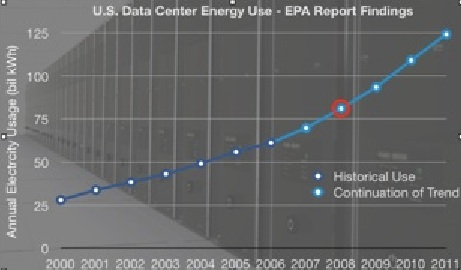 U.S. Data Center Energy Use - EPA Report Findings
Annual Electrcity Usage (bil kWh)
125
100
75
50
25
0
Historical Use
Continuation of Trend
2000 2001 2002 2003 2004 2005 2006 2007 2008 2009 2010 2011